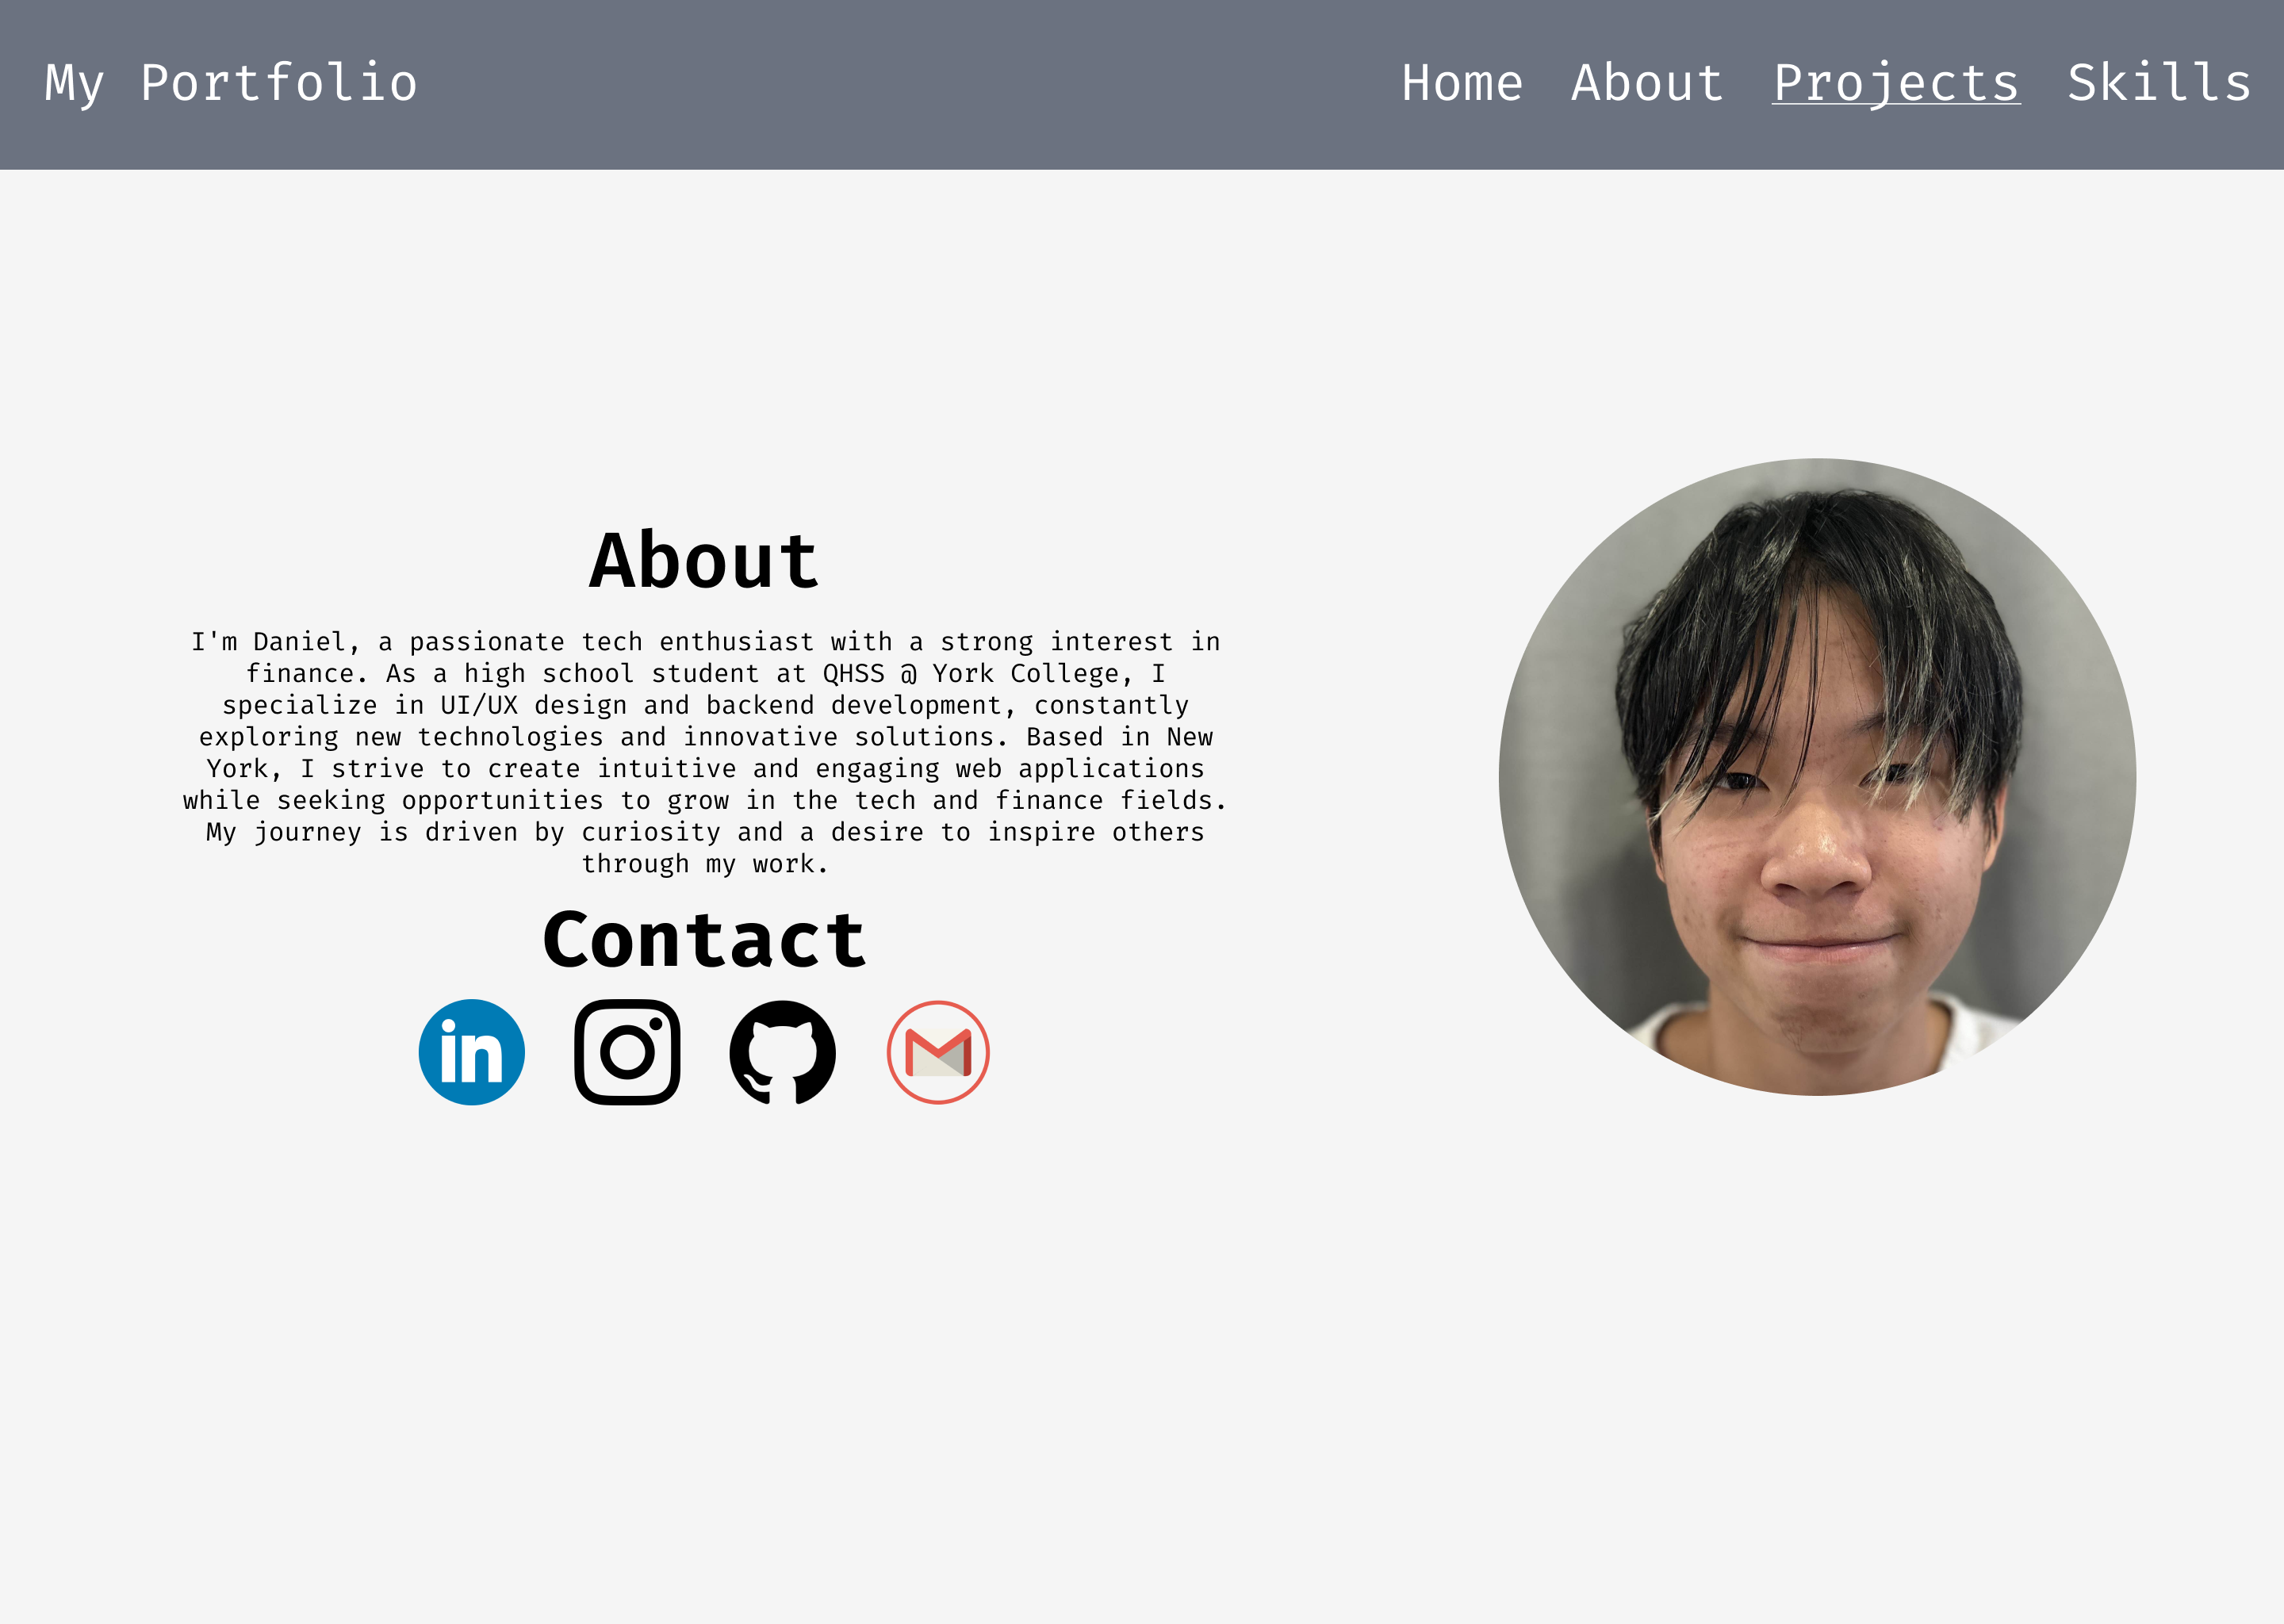 My Portfolio
Home About Projects Skills
About
I'm Daniel, a passionate tech enthusiast with a strong interest in
finance. As a high school student at QHSS @ York College, I
specialize in UI/UX design and backend development, constantly
exploring new technologies and innovative solutions. Based in New
York, I strive to create intuitive and engaging web applications
while seeking opportunities to grow in the tech and finance fields.
My journey is driven by curiosity and a desire to inspire others
through my work.
Contact
in